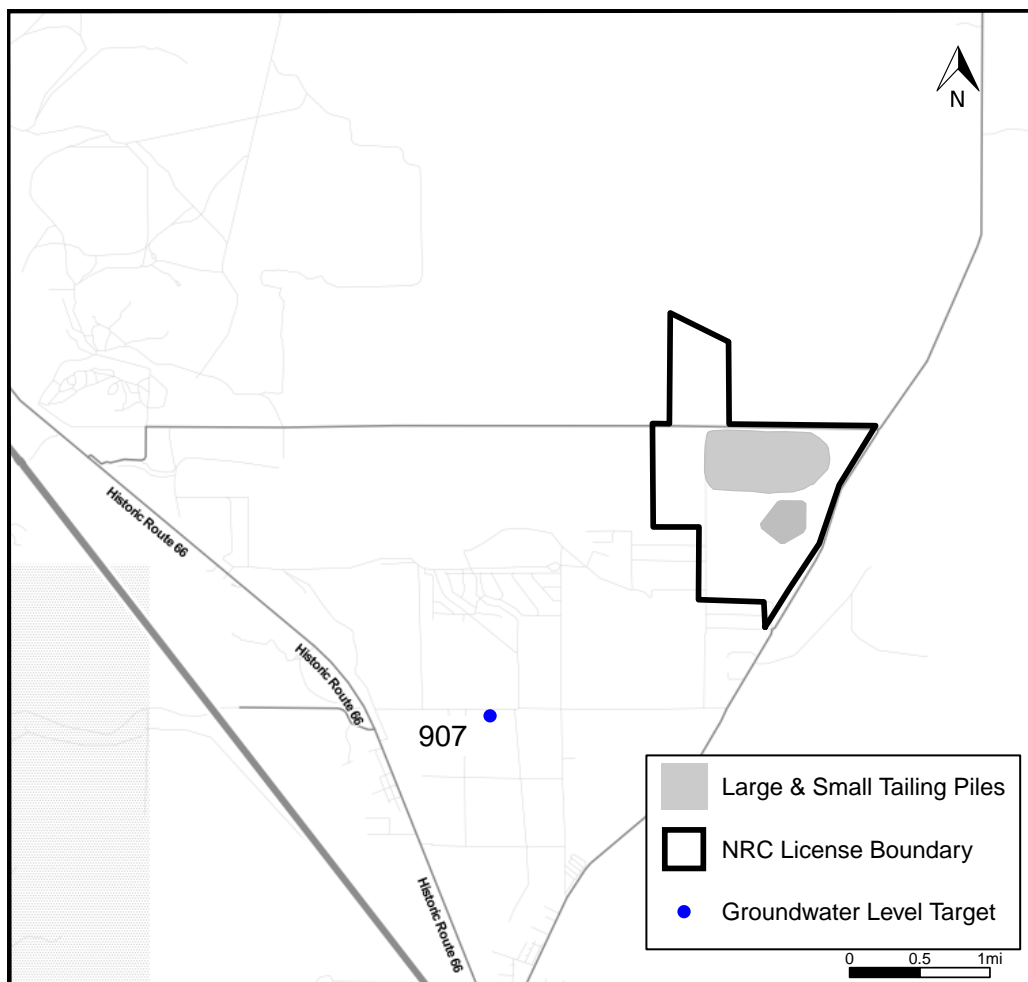 N
Historic Route 66
Historic Route 66
907
Historic Route 66
Large & Small Tailing Piles
NRC License Boundary
Groundwater Level Target
0 0.5 1mi